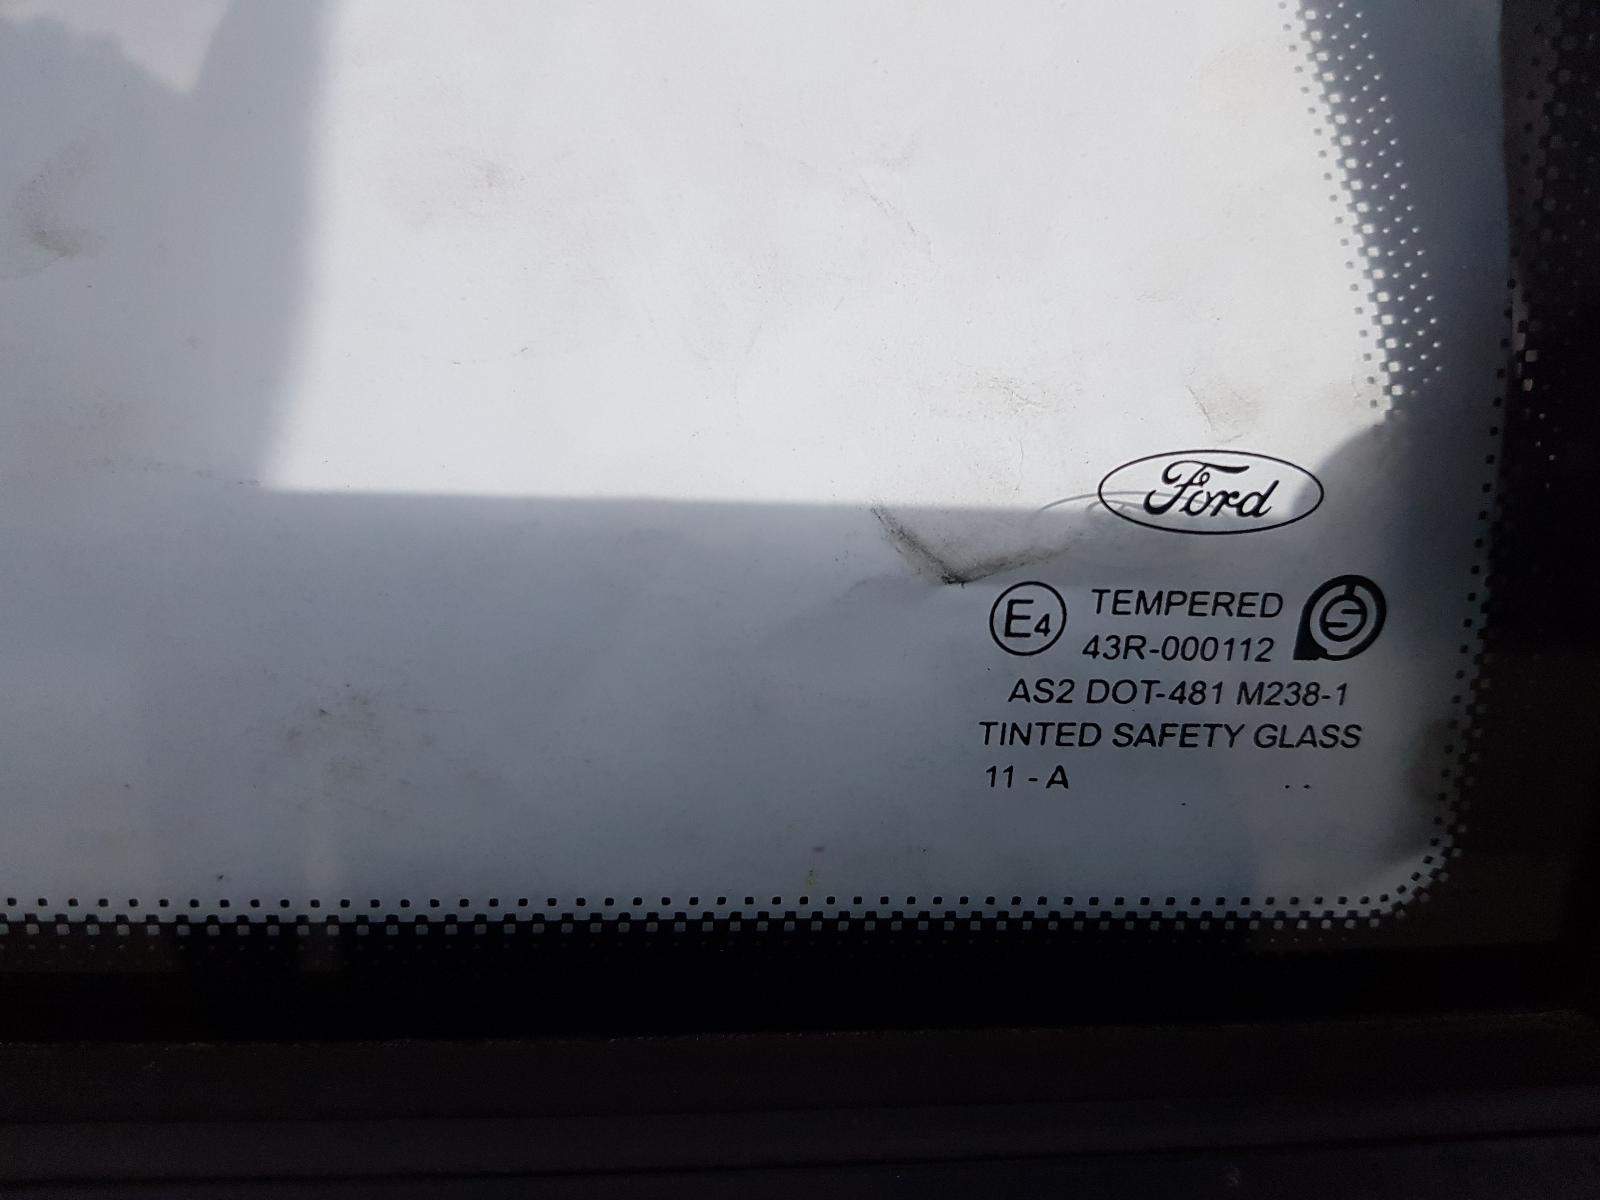 Ford
E4 TEMPERED
43R-000112
AS2 DOT-481 M238-1
TINTED SAFETY GLASS
11 - A . .